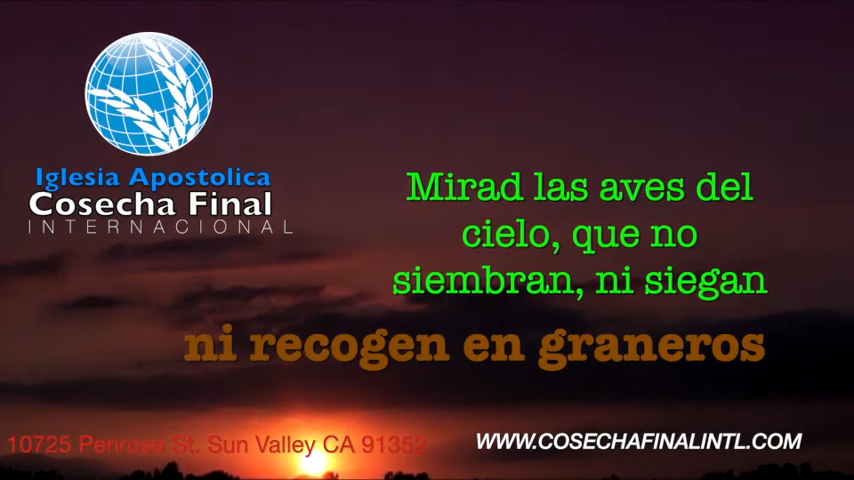 Iglesia Apostolica
Cosecha Final
INTERNACIONAL
Mirad las aves del
cielo, que no
siembran, ni siegan
ni recogen en graneros
10725 Penrose St. Sun Valley CA 91352
WWW.COSECHAFINALINTL.COM